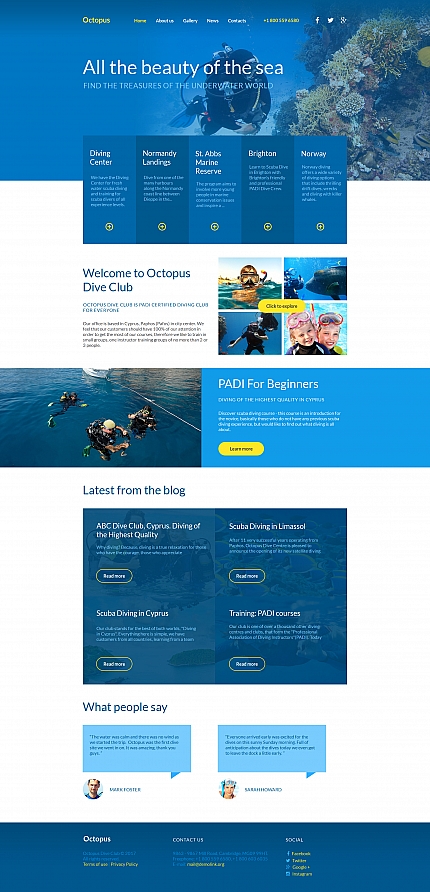 Octopus
Home About us Gallery News Contacts +1 800 559 6580
All the beauty of the sea
FIND THE TREASURES OF THE UNDERWATER WORLD
Diving
Center
We have the Diving
Center for fresh
water scuba diving
and training for
scuba divers of all
experience levels.
Normandy
Landings
Dive from one of
the many harbours
along the Normandy
coast line between
Dieppe in the...
St. Abbs
Marine
Reserve
The program aims to
involve many young
people in marine
conservation issues
and inspire a...
Brighton
Learn to Scuba Dive
in Brighton with
Brighton's friendly
and professional
PADI Dive Crew.
Norway
Norway diving
offers a wide variety
of diving options
that include thrilling
drift dives, wrecks
and diving with killer
whales.
Welcome to Octopus
Dive Club
OCTOPUS DIVE CLUB IS PADI CERTIFIED DIVING CLUB
FOR EVERYONE
Our office is based in Cyprus, Paphos (Pafos) in city center. We
feel that our customers should have 100% of our attention in
order to get the most of our courses, therefore we like to train in
small groups, one instructor training groups of no more than 2 or
3 people.
Click to explore
PADI For Beginners
DIVING OF THE HIGHEST QUALITY IN CYPRUS
Discover scuba diving course - this course is an introduction for
the novice, basically those who do not have any previous scuba
diving experience, but would like to find out what diving is all
about.
Learn more
Latest from the blog
ABC Dive Club, Cyprus. Diving of
the Highest Quality
Why diving? Because, diving is a true relaxation for those
who have the courage: those who appreciate
Read more
Scuba Diving in Limassol
After 11 very successful years operating from
Paphos, Octopus Dive Centre is pleased to
announce the opening of its new satellite diving
Read more
Scuba Diving in Cyprus
Our club stands for the best of both worlds, "Diving
in Cyprus". Everything here is simple, we have
customers from all countries, learning from a town
Read more
Training: PADI courses
Our club is one of over a thousand other diving
centres and clubs, that form the "Professional
Association of Diving Instructors" (PADI). Today
Read more
What people say
"The water was calm and there was no wind as
we started the trip. Octopus was the first dive
site we went in on. It was amazing, thank you
guys. "
MARK FOSTER
"Everyone arrived early was excited for the
dives on this sunny Sunday morning. Full of
anticipation about the dives today we even got
to leave the dock a little early. "
SARAH HOWARD
Octopus
All rights reserved
Terms of use Privacy Policy
CONTACT US
E-mail: mail@demolink.org
SOCIAL
Facebook
Twitter
Google +
Instagram